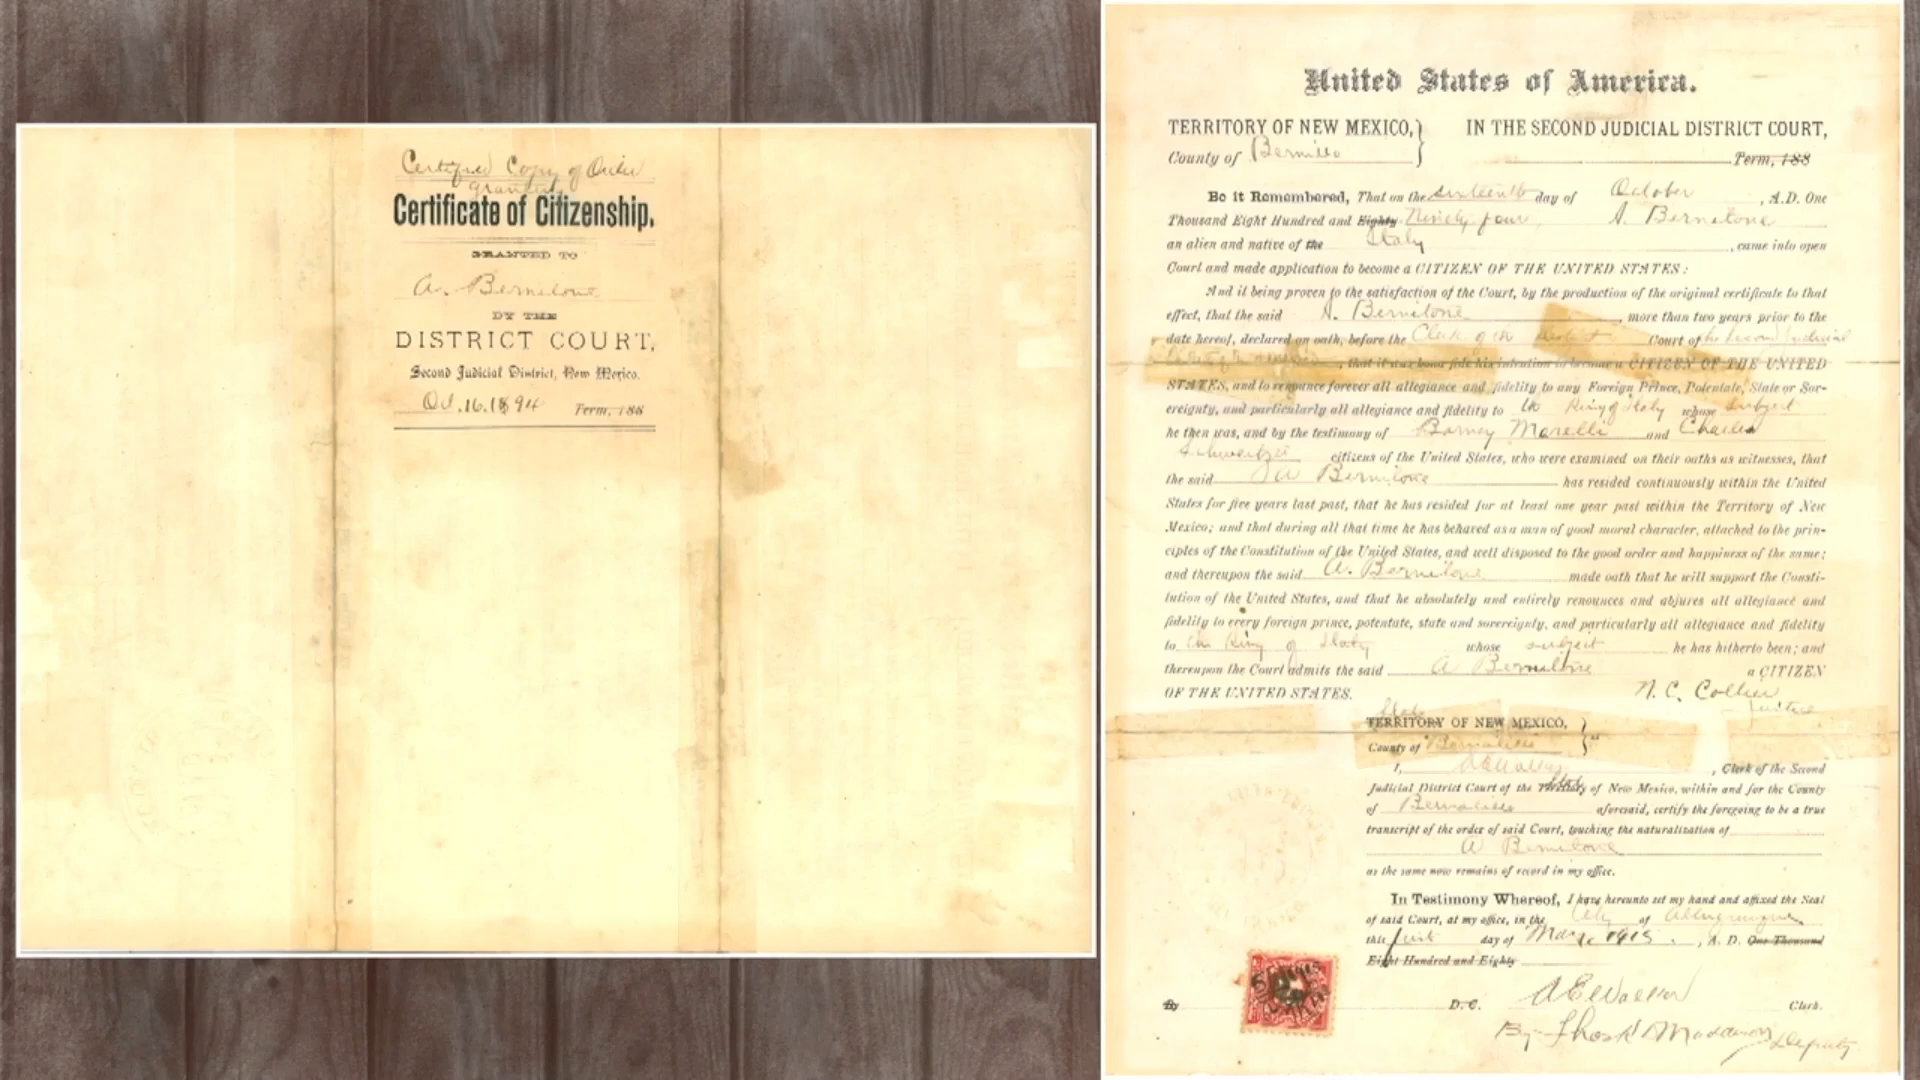 Certified Copy of Order
granting
Certificate of Citizenship.
GRANTED TO
A. Bernilone
BY THE
DISTRICT COURT,
Second Judicial District, New Mexico.
Oct. 16. 1894 Term, 188
United States of America.
TERRITORY OF NEW MEXICO, } IN THE SECOND JUDICIAL DISTRICT COURT,
County of Bernillo Term, 188
Be it Remembered, That on the sixteenth day of October, A.D. One
Thousand Eight Hundred and Eighty Ninety four, A. Bernilone
an alien and native of the Italy, came into open
Court and made application to become a CITIZEN OF THE UNITED STATES:
And it being proven to the satisfaction of the Court, by the production of the original certificate to that
effect, that the said A. Bernilone, more than two years prior to the
date hereof, declared on oath, before the Clerk of the District Court of the Second Judicial
, that it was bona fide his intention to become a CITIZEN OF THE UNITED
STATES, and to renounce forever all allegiance and fidelity to any Foreign Prince, Potentate, State or Sov-
ereignty, and particularly all allegiance and fidelity to the King of Italy whose subject
he then was, and by the testimony of Barney Morelli and Charles
Schweitzer citizens of the United States, who were examined on their oaths as witnesses, that
the said A Bernilone has resided continuously within the United
States for five years last past, that he has resided for at least one year past within the Territory of New
Mexico; and that during all that time he has behaved as a man of good moral character, attached to the prin-
ciples of the Constitution of the United States, and well disposed to the good order and happiness of the same;
and thereupon the said A. Bernilone made oath that he will support the Consti-
tution of the United States, and that he absolutely and entirely renounces and abjures all allegiance and
fidelity to every foreign prince, potentate, state and sovereignty, and particularly all allegiance and fidelity
to the King of Italy whose subject he has hitherto been; and
thereupon the Court admits the said A Bernilone a CITIZEN
OF THE UNITED STATES. N. C. Collier
Justice
State
TERRITORY OF NEW MEXICO, }
County of Bernalillo } ss
I, A E Walker, Clerk of the Second
State
Judicial District Court of the Territory of New Mexico, within and for the County
of Bernalillo aforesaid, certify the foregoing to be a true
transcript of the order of said Court, touching the naturalization of
A Bernilone
as the same now remains of record in my office.
In Testimony Whereof, I have hereunto set my hand and affixed the Seal
of said Court, at my office, in the City of Albuquerque
this first day of 1915., A. D. One Thousand
Eight Hundred and Eighty
By D. C. A E Walker Clerk.
By Thos K Maddison Deputy